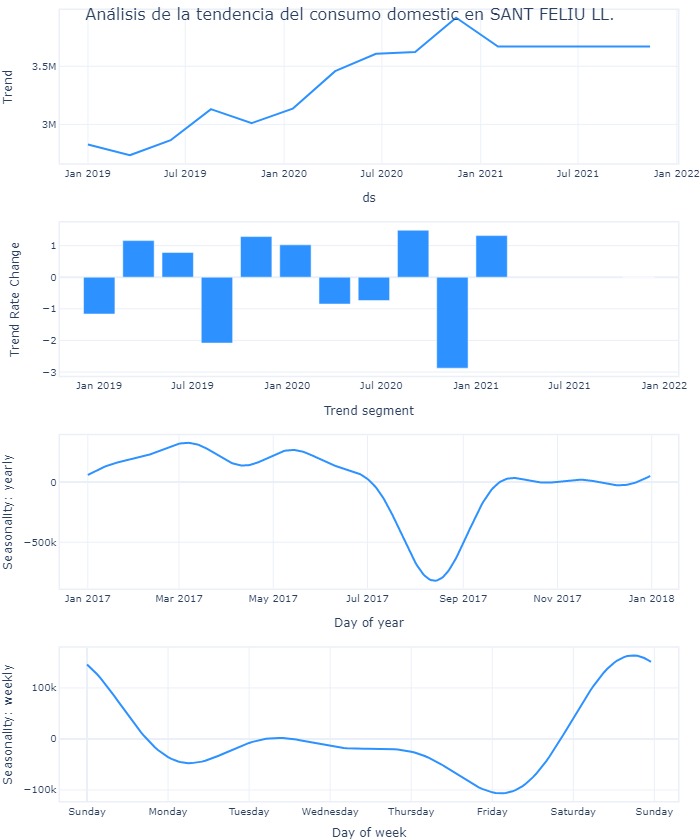 Análisis de la tendencia del consumo domestic en SANT FELIU LL.
Trend
3.5M
3M
Jan 2019 Jul 2019 Jan 2020 Jul 2020 Jan 2021 Jul 2021 Jan 2022
ds
Trend Rate Change
1
0
−1
−2
−3
Jan 2019 Jul 2019 Jan 2020 Jul 2020 Jan 2021 Jul 2021 Jan 2022
Trend segment
Seasonality: yearly
0
−500k
Jan 2017 Mar 2017 May 2017 Jul 2017 Sep 2017 Nov 2017 Jan 2018
Day of year
Seasonality: weekly
100k
0
−100k
Sunday Monday Tuesday Wednesday Thursday Friday Saturday Sunday
Day of week